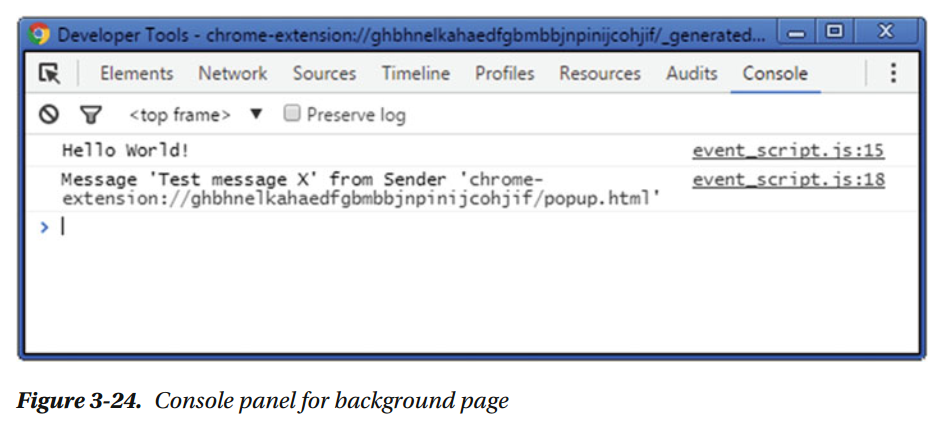 Developer Tools - chrome-extension://ghbhnelkahaedfgbmbbjnpinijcohjif/_generated...
Elements Network Sources Timeline Profiles Resources Audits Console
<top frame> ▼ Preserve log
Hello World! event_script.js:15
Message 'Test message X' from Sender 'chrome- event_script.js:18
extension://ghbhnelkahaedfgbmbbjnpinijcohjif/popup.html'
>
Figure 3-24. Console panel for background page